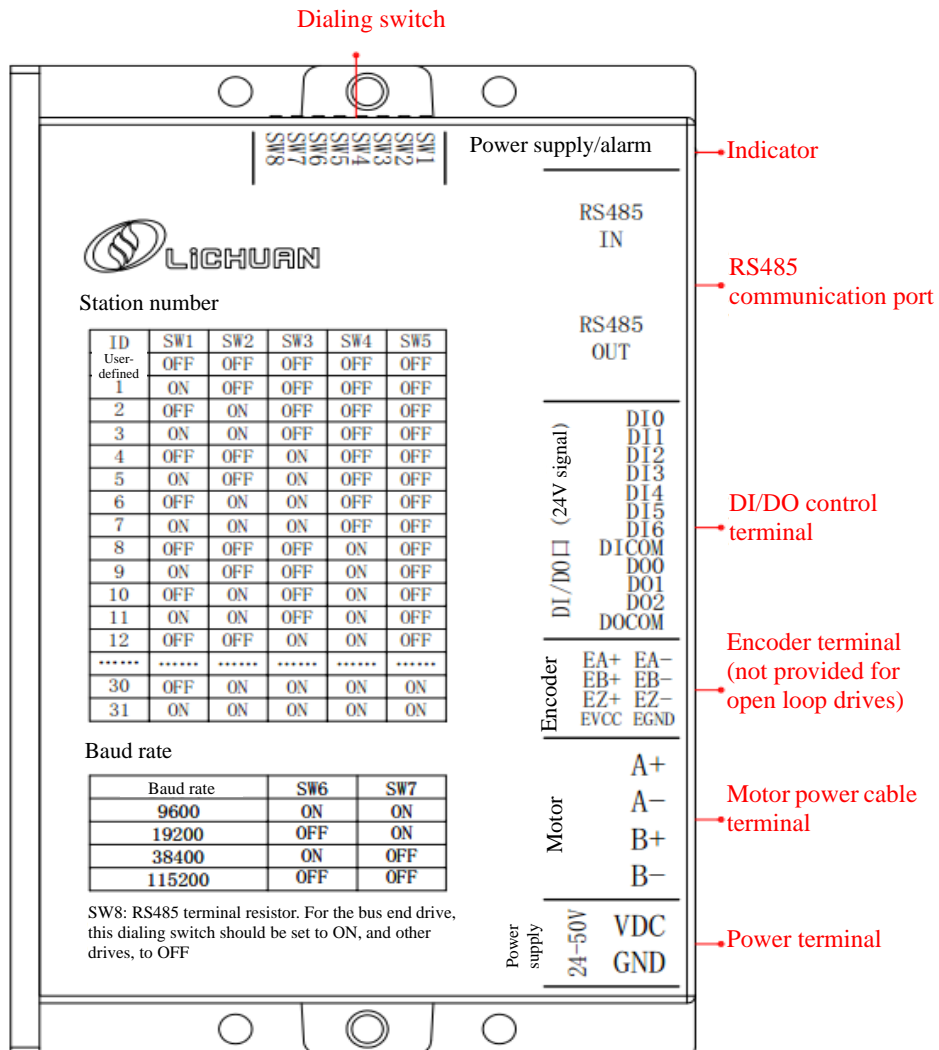 Dialing switch
SW8 SW7 SW6 SW5 SW4 SW3 SW2 SW1
Power supply/alarm
Indicator
RS485
IN
RS485
communication port
RS485
OUT
LiCHUAN
Station number
ID SW1 SW2 SW3 SW4 SW5
User-defined OFF OFF OFF OFF OFF
1 ON OFF OFF OFF OFF
2 OFF ON OFF OFF OFF
3 ON ON OFF OFF OFF
4 OFF OFF ON OFF OFF
5 ON OFF ON OFF OFF
6 OFF ON ON OFF OFF
7 ON ON ON OFF OFF
8 OFF OFF OFF ON OFF
9 ON OFF OFF ON OFF
10 OFF ON OFF ON OFF
11 ON ON OFF ON OFF
12 OFF OFF ON ON OFF
...... ...... ...... ...... ...... ......
30 OFF ON ON ON ON
31 ON ON ON ON ON
DI/DO口 (24V signal)
DI0
DI1
DI2
DI3
DI4
DI5
DI6
DICOM
DO0
DO1
DO2
DOCOM
DI/DO control
terminal
Encoder
EA+ EA-
EB+ EB-
EZ+ EZ-
EVCC EGND
Encoder terminal
(not provided for
open loop drives)
Baud rate
Baud rate SW6 SW7
9600 ON ON
19200 OFF ON
38400 ON OFF
115200 OFF OFF
SW8: RS485 terminal resistor. For the bus end drive,
this dialing switch should be set to ON, and other
drives, to OFF
Motor
A+
A-
B+
B-
Motor power cable
terminal
Power
supply
24-50V
VDC
GND
Power terminal